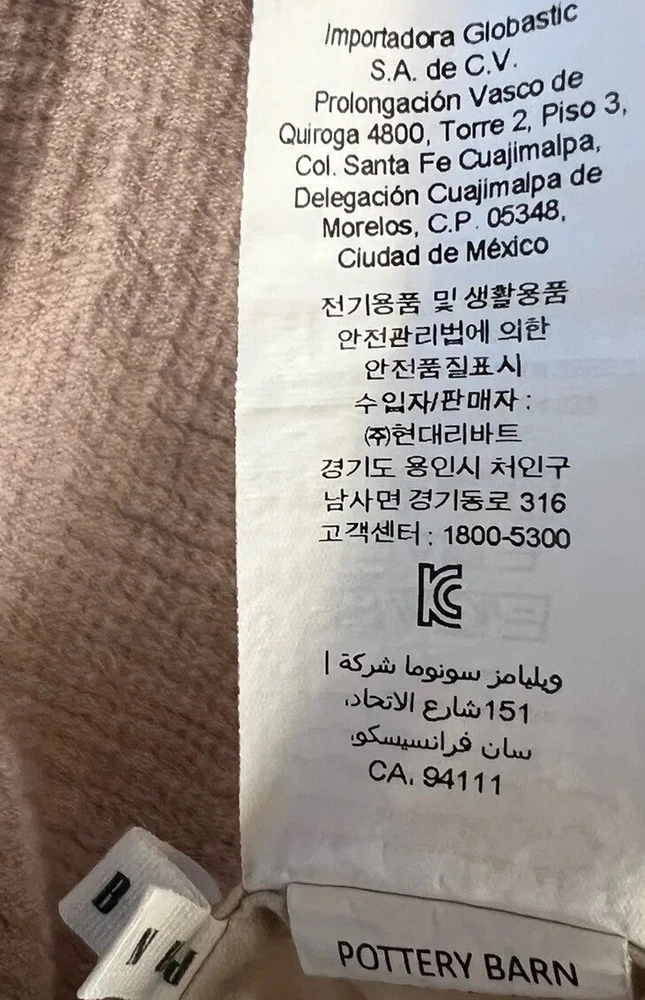 Importadora Globastic
S.A. de C.V.
Prolongación Vasco de
Quiroga 4800, Torre 2, Piso 3,
Col. Santa Fe Cuajimalpa,
Delegación Cuajimalpa de
Morelos, C.P. 05348,
Ciudad de México
전기용품 및 생활용품
안전관리법에 의한
안전품질표시
수입자/판매자 :
㈜현대리바트
경기도 용인시 처인구
남사면 경기동로 316
고객센터 : 1800-5300
KC
ويليامز سونوما شركة |
151شارع الاتحاد،
سان فرانسيسكو،
CA. 94111
B
POTTERY BARN